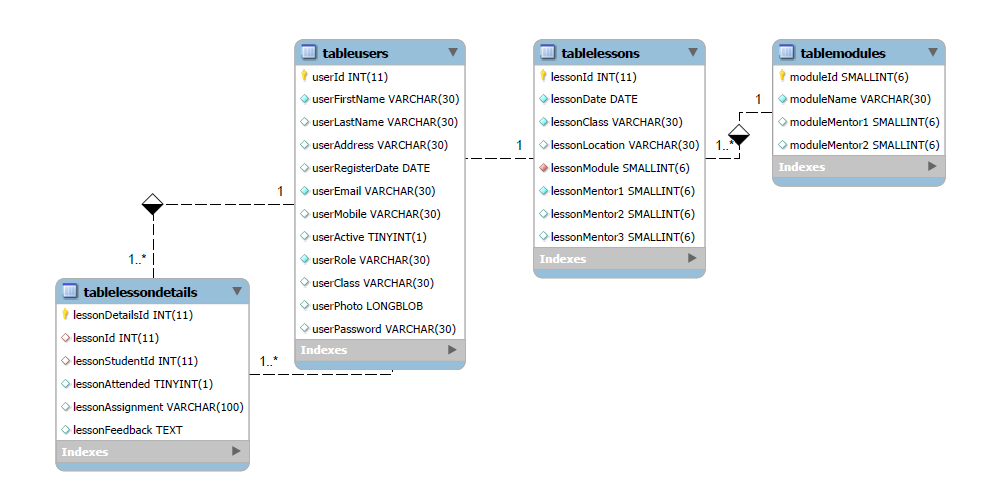 tableusers
userId INT(11)
userFirstName VARCHAR(30)
userLastName VARCHAR(30)
userAddress VARCHAR(30)
userRegisterDate DATE
userEmail VARCHAR(30)
userMobile VARCHAR(30)
userActive TINYINT(1)
userRole VARCHAR(30)
userClass VARCHAR(30)
userPhoto LONGBLOB
userPassword VARCHAR(30)
Indexes
tablelessons
lessonId INT(11)
lessonDate DATE
lessonClass VARCHAR(30)
lessonLocation VARCHAR(30)
lessonModule SMALLINT(6)
lessonMentor1 SMALLINT(6)
lessonMentor2 SMALLINT(6)
lessonMentor3 SMALLINT(6)
Indexes
tablemodules
moduleId SMALLINT(6)
moduleName VARCHAR(30)
moduleMentor1 SMALLINT(6)
moduleMentor2 SMALLINT(6)
Indexes
1
1..*
1
1
1..*
1..*
tablelessondetails
lessonDetailsId INT(11)
lessonId INT(11)
lessonStudentId INT(11)
lessonAttended TINYINT(1)
lessonAssignment VARCHAR(100)
lessonFeedback TEXT
Indexes